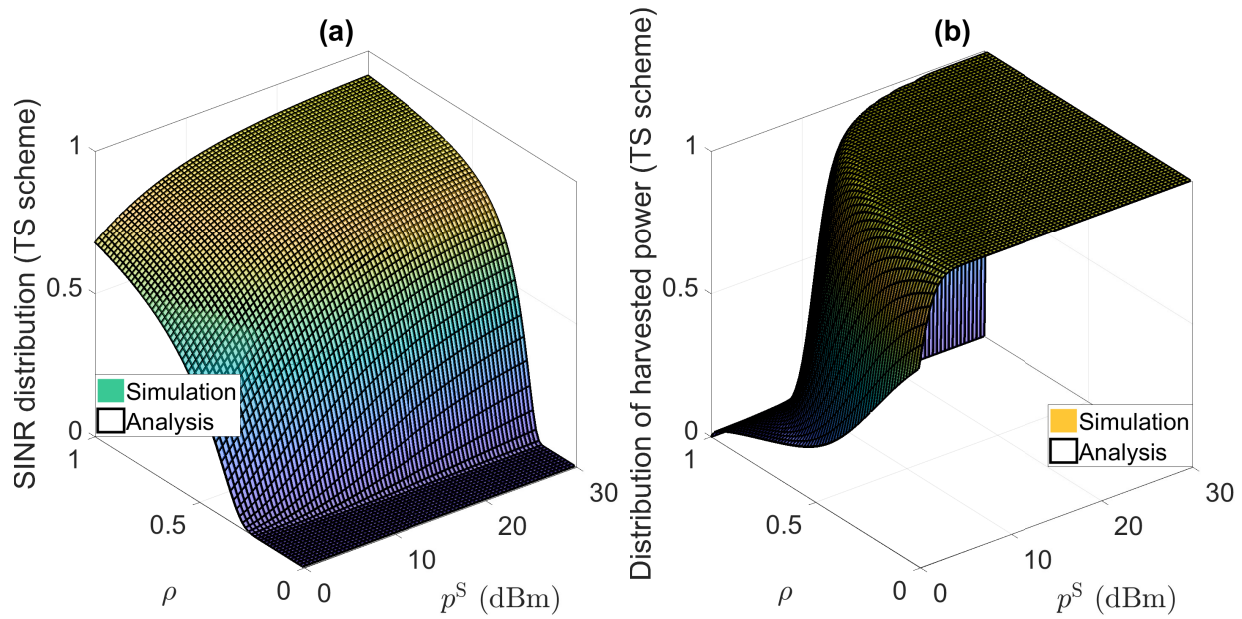 (a)
SINR distribution (TS scheme)
1
0.5
0
1
0.5
0
ρ
0
10
20
30
p^S (dBm)
Simulation
Analysis
(b)
Distribution of harvested power (TS scheme)
1
0.5
0
1
0.5
0
ρ
0
10
20
30
p^S (dBm)
Simulation
Analysis